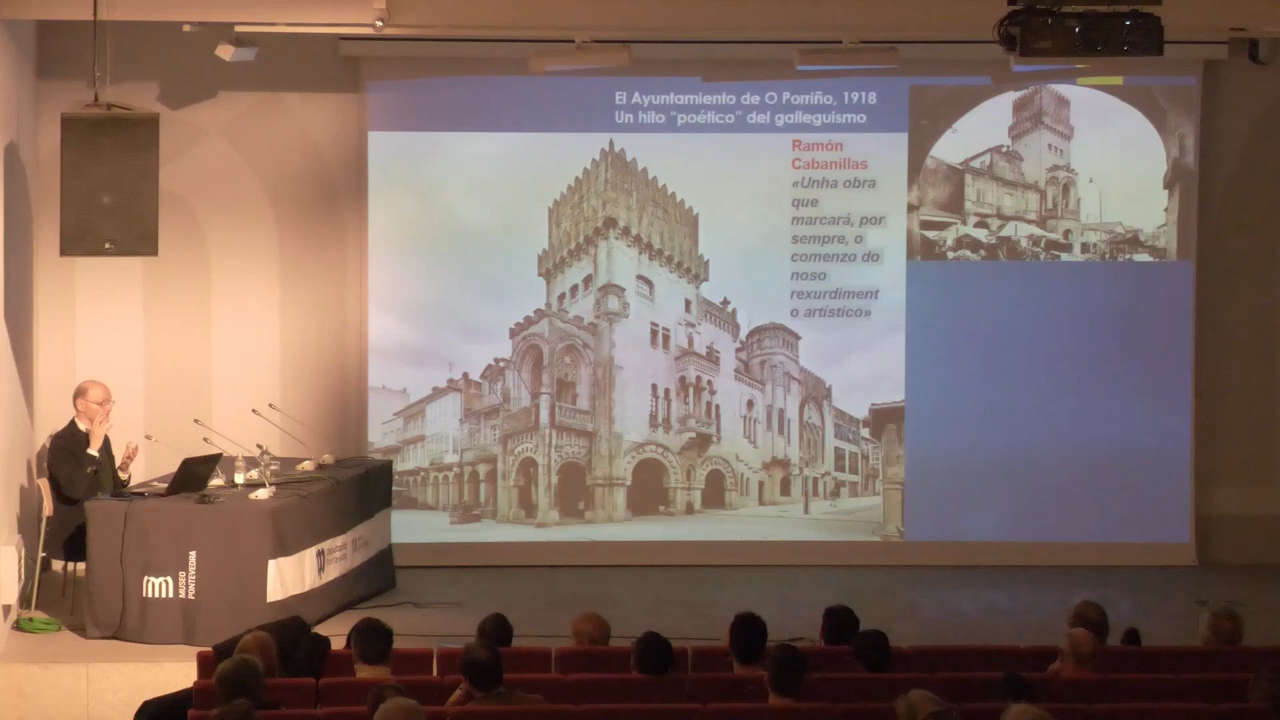 El Ayuntamiento de O Porriño, 1918
Un hito "poético" del galleguismo
Ramón
Cabanillas
«Unha obra
que
marcará, por
sempre, o
comenzo do
noso
rexurdiment
o artístico»
MUSEO
PONTEVEDRA